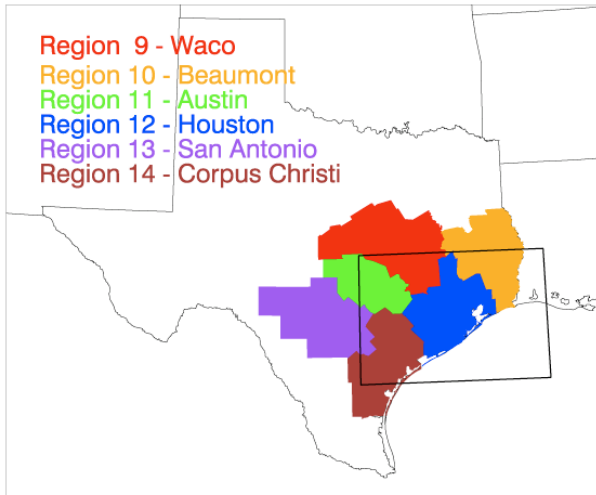 Region 9 - Waco
Region 10 - Beaumont
Region 11 - Austin
Region 12 - Houston
Region 13 - San Antonio
Region 14 - Corpus Christi